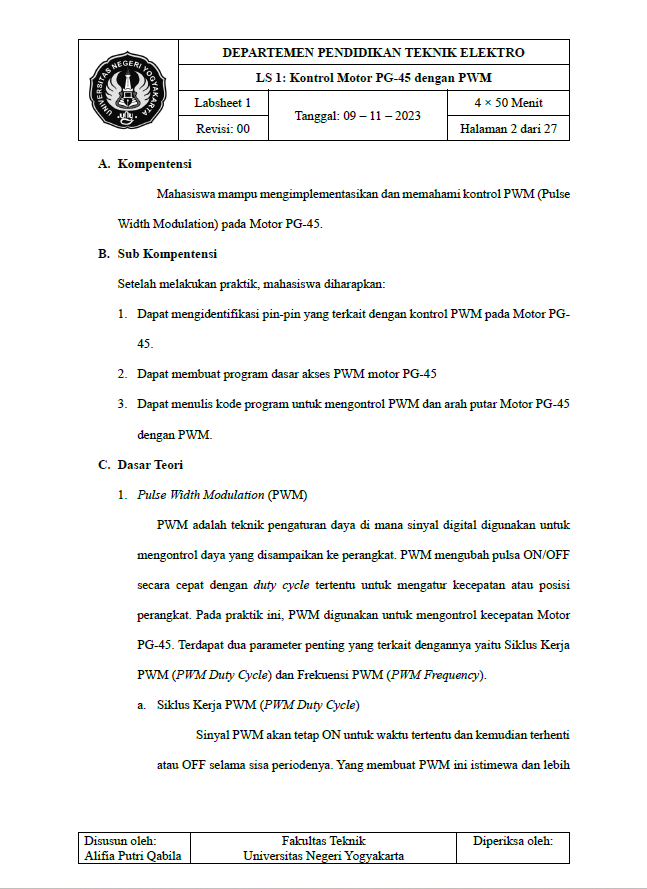 UNIVERSITAS NEGERI YOGYAKARTA
DEPARTEMEN PENDIDIKAN TEKNIK ELEKTRO
LS 1: Kontrol Motor PG-45 dengan PWM
Labsheet 1
Tanggal: 09 – 11 – 2023
4 × 50 Menit
Revisi: 00
Halaman 2 dari 27
A. Kompentensi
Mahasiswa mampu mengimplementasikan dan memahami kontrol PWM (Pulse
Width Modulation) pada Motor PG-45.
B. Sub Kompentensi
Setelah melakukan praktik, mahasiswa diharapkan:
1. Dapat mengidentifikasi pin-pin yang terkait dengan kontrol PWM pada Motor PG-
45.
2. Dapat membuat program dasar akses PWM motor PG-45
3. Dapat menulis kode program untuk mengontrol PWM dan arah putar Motor PG-45
dengan PWM.
C. Dasar Teori
1. Pulse Width Modulation (PWM)
PWM adalah teknik pengaturan daya di mana sinyal digital digunakan untuk
mengontrol daya yang disampaikan ke perangkat. PWM mengubah pulsa ON/OFF
secara cepat dengan duty cycle tertentu untuk mengatur kecepatan atau posisi
perangkat. Pada praktik ini, PWM digunakan untuk mengontrol kecepatan Motor
PG-45. Terdapat dua parameter penting yang terkait dengannya yaitu Siklus Kerja
PWM (PWM Duty Cycle) dan Frekuensi PWM (PWM Frequency).
a. Siklus Kerja PWM (PWM Duty Cycle)
Sinyal PWM akan tetap ON untuk waktu tertentu dan kemudian terhenti
atau OFF selama sisa periodenya. Yang membuat PWM ini istimewa dan lebih
Disusun oleh:
Alifia Putri Qabila
Fakultas Teknik
Universitas Negeri Yogyakarta
Diperiksa oleh: